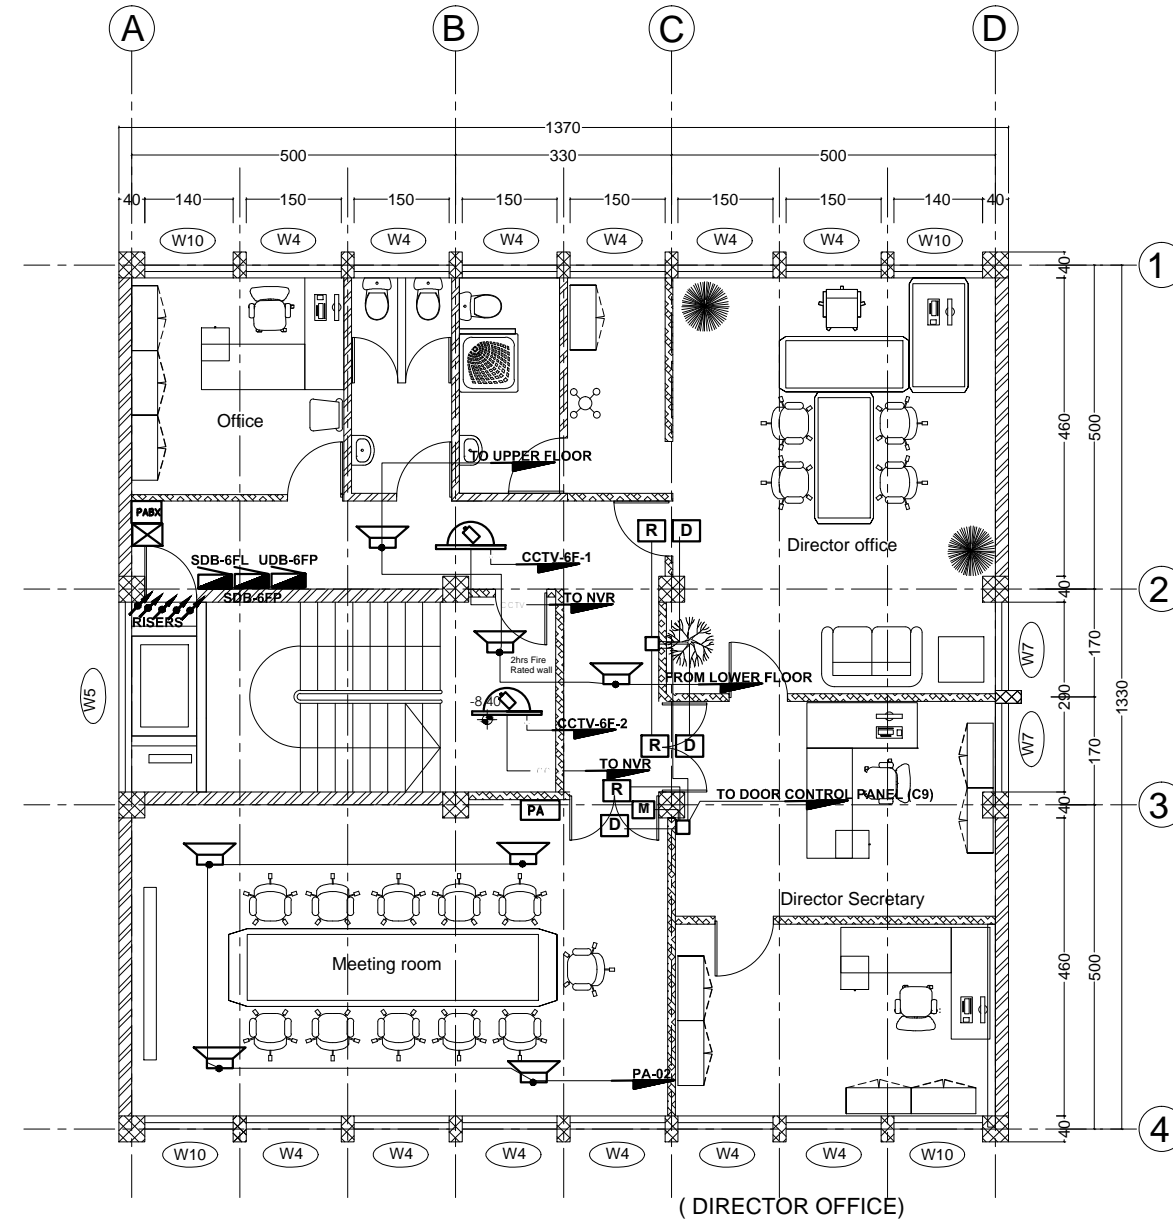 A B C D
1370
500 330 500
40 140 150 150 150 150 150 150 140 40
W10 W4 W4 W4 W4 W4 W4 W10
1
40
460 500
Office
TO UPPER FLOOR
PABX
R D
Director office
SDB-6FL UDB-6FP
CCTV-6F-1
SDB-6FP
40
2
CCTV
TO NVR
RISERS
2hrs Fire
Rated wall
W7
170
FROM LOWER FLOOR
W5
290
1330
-8.40
CCTV-6F-2
R D
W7
170
TO NVR
R
TO DOOR CONTROL PANEL (C9)
PA
M
D
40
3
Director Secretary
Meeting room
460 500
PA-02
40
4
W10 W4 W4 W4 W4 W4 W4 W10
( DIRECTOR OFFICE)